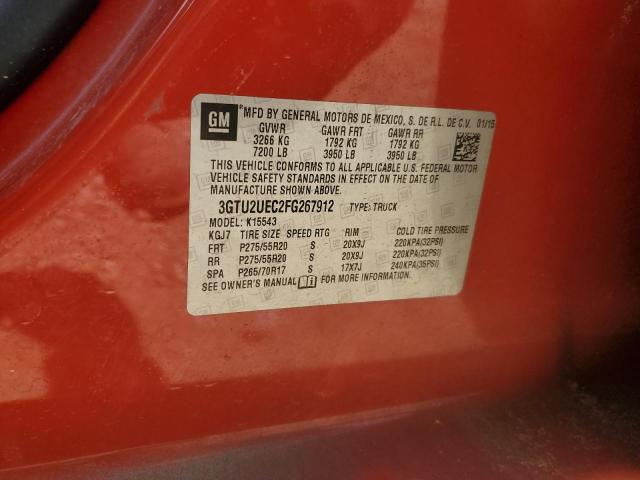 GM
®MFD BY GENERAL MOTORS DE MEXICO, S. DE R.L. DE C.V. 01/15
GVWR GAWR FRT GAWR RR
3266 KG 1792 KG 1792 KG
7200 LB 3950 LB 3950 LB
THIS VEHICLE CONFORMS TO ALL APPLICABLE U.S. FEDERAL MOTOR
VEHICLE SAFETY STANDARDS IN EFFECT ON THE DATE OF
MANUFACTURE SHOWN ABOVE.
3GTU2UEC2FG267912 TYPE: TRUCK
MODEL: K15543
KGJ7 TIRE SIZE SPEED RTG RIM COLD TIRE PRESSURE
FRT P275/55R20 S 20X9J 220KPA(32PSI)
RR P275/55R20 S 20X9J 220KPA(32PSI)
SPA P265/70R17 S 17X7J 240KPA(35PSI)
SEE OWNER'S MANUAL i FOR MORE INFORMATION.